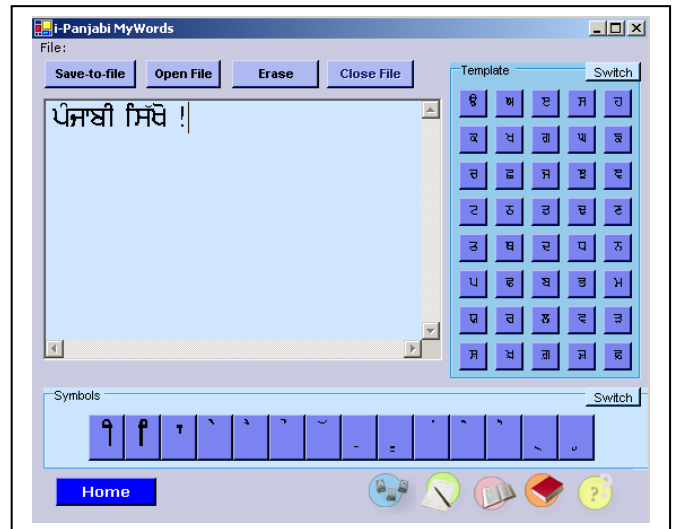 i-Panjabi MyWords
File:
Save-to-file Open File Erase Close File
ਪੰਜਾਬੀ ਸਿੱਖੋ !
Template Switch
ੳ ਅ ੲ ਸ ਹ
ਕ ਖ ਗ ਘ ਙ
ਚ ਛ ਜ ਝ ਞ
ਟ ਠ ਡ ਢ ਣ
ਤ ਥ ਦ ਧ ਨ
ਪ ਫ ਬ ਭ ਮ
ਯ ਰ ਲ ਵ ੜ
ਸ਼ ਖ਼ ਗ਼ ਜ਼ ਫ਼
Symbols Switch
ੀ ਿ ਾ
Home
?